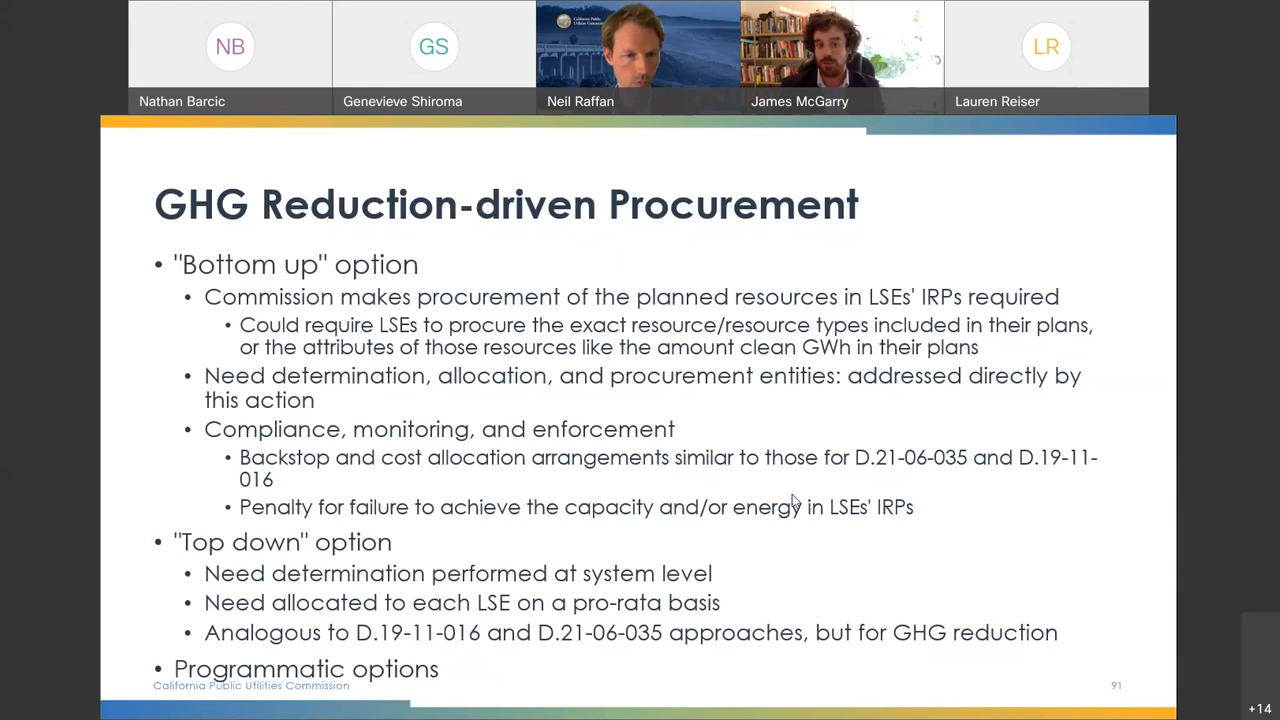 NB
GS
California Public
Utilities Commission
LR
Nathan Barcic
Genevieve Shiroma
Neil Raffan
James McGarry
Lauren Reiser
GHG Reduction-driven Procurement
• "Bottom up" option
• Commission makes procurement of the planned resources in LSEs' IRPs required
• Could require LSEs to procure the exact resource/resource types included in their plans,
or the attributes of those resources like the amount clean GWh in their plans
• Need determination, allocation, and procurement entities: addressed directly by
this action
• Compliance, monitoring, and enforcement
• Backstop and cost allocation arrangements similar to those for D.21-06-035 and D.19-11-
016
• Penalty for failure to achieve the capacity and/or energy in LSEs' IRPs
• "Top down" option
• Need determination performed at system level
• Need allocated to each LSE on a pro-rata basis
• Analogous to D.19-11-016 and D.21-06-035 approaches, but for GHG reduction
• Programmatic options
California Public Utilities Commission
91
+14